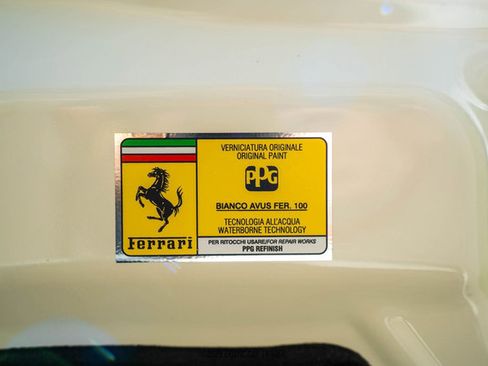 VERNICIATURA ORIGINALE
ORIGINAL PAINT
PPG
BIANCO AVUS FER. 100
TECNOLOGIA ALL'ACQUA
WATERBORNE TECHNOLOGY
Ferrari
PER RITOCCHI USARE/FOR REPAIR WORKS
PPG REFINISH